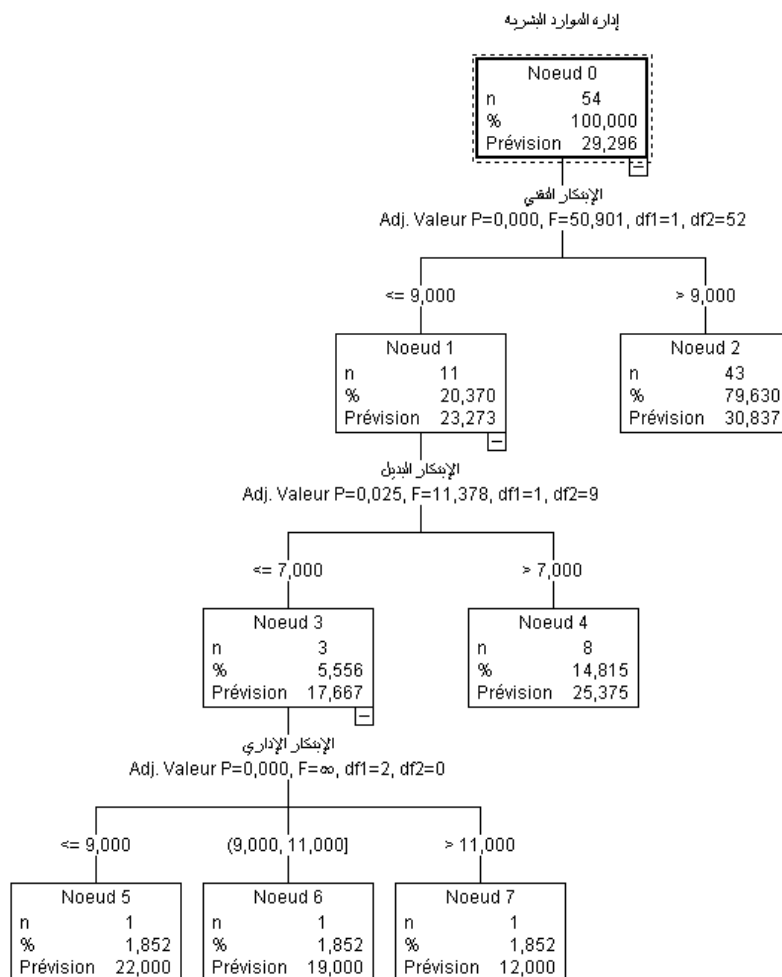 إدارة الموارد البشرية
Noeud 0
n 54
% 100,000
Prévision 29,296
الإبتكار التقني
Adj. Valeur P=0,000, F=50,901, df1=1, df2=52
<= 9,000
> 9,000
Noeud 1
n 11
% 20,370
Prévision 23,273
Noeud 2
n 43
% 79,630
Prévision 30,837
الإبتكار البديل
Adj. Valeur P=0,025, F=11,378, df1=1, df2=9
<= 7,000
> 7,000
Noeud 3
n 3
% 5,556
Prévision 17,667
Noeud 4
n 8
% 14,815
Prévision 25,375
الإبتكار الإداري
Adj. Valeur P=0,000, F=∞, df1=2, df2=0
<= 9,000
(9,000, 11,000]
> 11,000
Noeud 5
n 1
% 1,852
Prévision 22,000
Noeud 6
n 1
% 1,852
Prévision 19,000
Noeud 7
n 1
% 1,852
Prévision 12,000